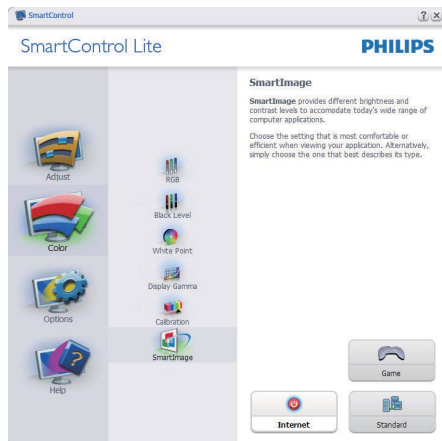 SmartControl
SmartControl Lite
PHILIPS
Adjust
Color
Options
Help
RGB
Black Level
White Point
Display Gamma
Calibration
SmartImage
SmartImage
SmartImage provides different brightness and
contrast levels to accomodate today's wide range of
computer applications.
Choose the setting that is most comfortable or
efficient when viewing your application. Alternatively,
simply choose the one that best describes its type.
Game
Internet
Standard